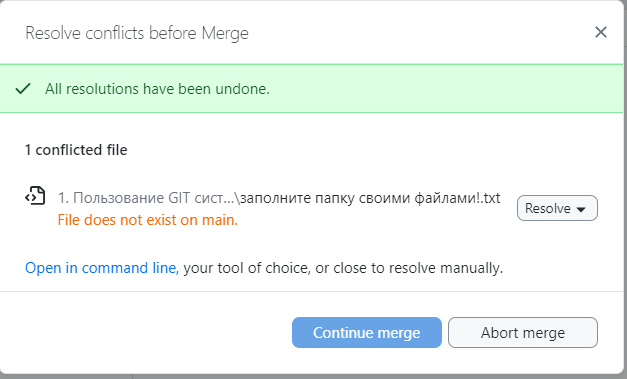 Resolve conflicts before Merge
All resolutions have been undone.
1 conflicted file
1. Пользование GIT сист...\заполните папку своими файлами!.txt
File does not exist on main.
Resolve
Open in command line, your tool of choice, or close to resolve manually.
Continue merge
Abort merge